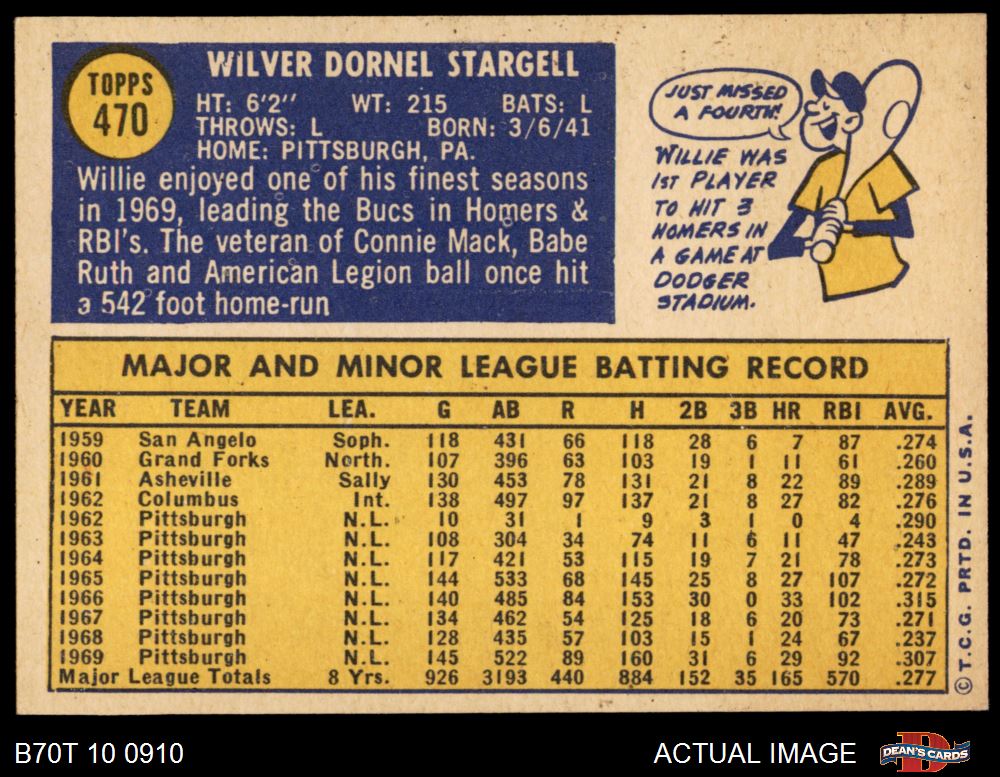 TOPPS
470
WILVER DORNEL STARGELL
HT: 6'2" WT: 215 BATS: L
THROWS: L BORN: 3/6/41
HOME: PITTSBURGH, PA.
Willie enjoyed one of his finest seasons
in 1969, leading the Bucs in Homers &
RBI's. The veteran of Connie Mack, Babe
Ruth and American Legion ball once hit
a 542 foot home-run
JUST MISSED
A FOURTH!
WILLIE WAS
1ST PLAYER
TO HIT 3
HOMERS IN
A GAME AT
DODGER
STADIUM.
MAJOR AND MINOR LEAGUE BATTING RECORD
YEAR TEAM LEA. G AB R H 2B 3B HR RBI AVG.
1959 San Angelo Soph. 118 431 66 118 28 6 7 87 .274
1960 Grand Forks North. 107 396 63 103 19 1 11 61 .260
1961 Asheville Sally 130 453 78 131 21 8 22 89 .289
1962 Columbus Int. 138 497 97 137 21 8 27 82 .276
1962 Pittsburgh N.L. 10 31 1 9 3 1 0 4 .290
1963 Pittsburgh N.L. 108 304 34 74 11 6 11 47 .243
1964 Pittsburgh N.L. 117 421 53 115 19 7 21 78 .273
1965 Pittsburgh N.L. 144 533 68 145 25 8 27 107 .272
1966 Pittsburgh N.L. 140 485 84 153 30 0 33 102 .315
1967 Pittsburgh N.L. 134 462 54 125 18 6 20 73 .271
1968 Pittsburgh N.L. 128 435 57 103 15 1 24 67 .237
1969 Pittsburgh N.L. 145 522 89 160 31 6 29 92 .307
Major League Totals 8 Yrs. 926 3193 440 884 152 35 165 570 .277
© T.C.G. PRTD. IN U.S.A.
B70T 10 0910
ACTUAL IMAGE
DEAN'S CARDS